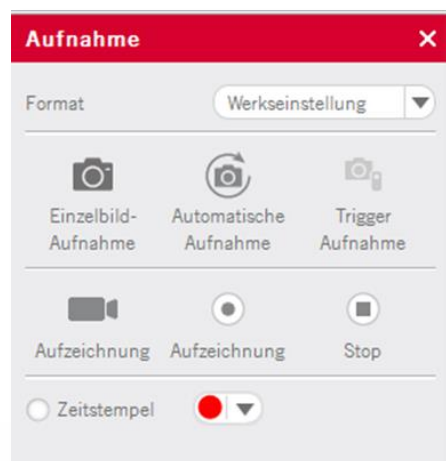 Aufnahme
Format Werkseinstellung
Einzelbild- Automatische Trigger
Aufnahme Aufnahme Aufnahme
Aufzeichnung Aufzeichnung Stop
Zeitstempel